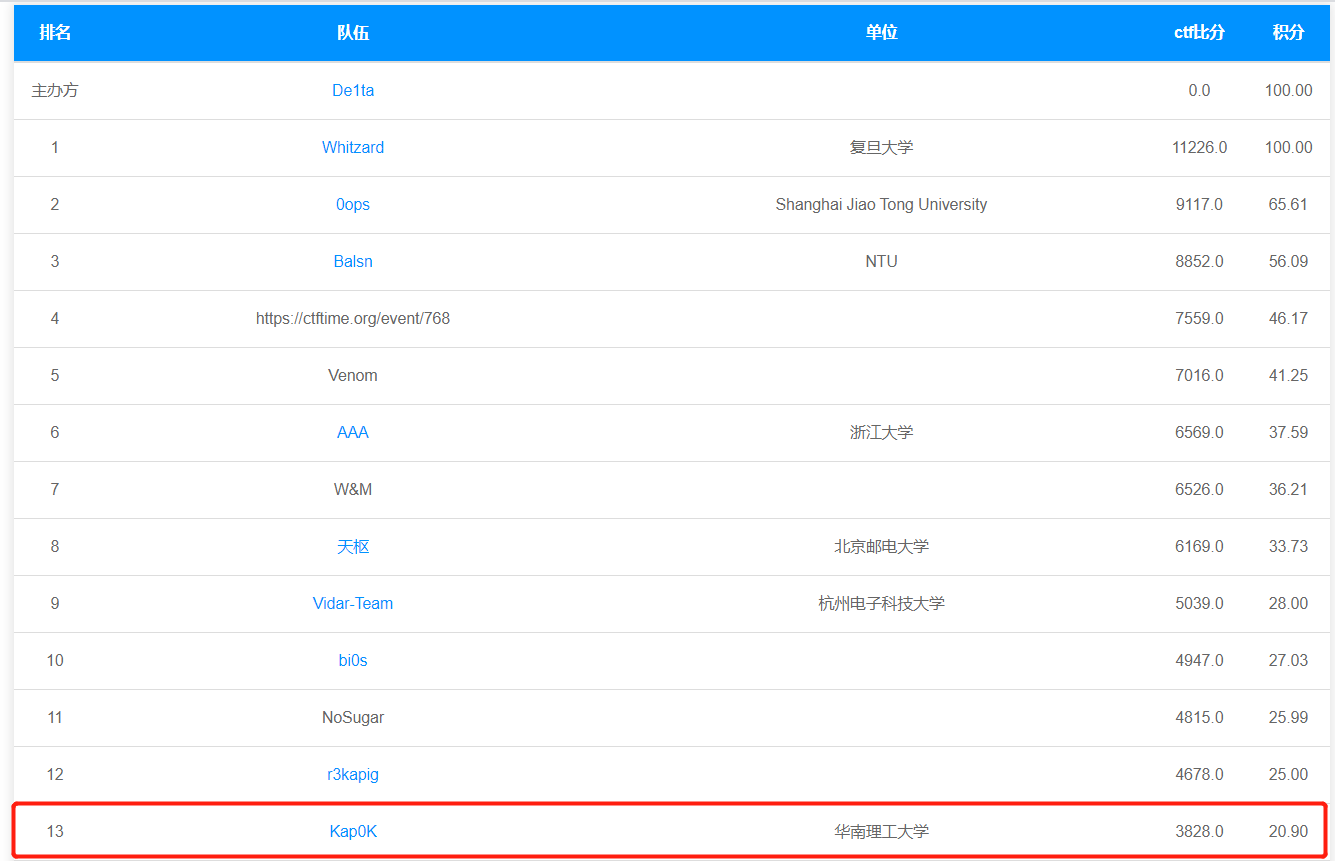 排名 队伍 单位 ctf比分 积分
主办方 De1ta 0.0 100.00
1 Whitzard 复旦大学 11226.0 100.00
2 0ops Shanghai Jiao Tong University 9117.0 65.61
3 Balsn NTU 8852.0 56.09
4 https://ctftime.org/event/768 7559.0 46.17
5 Venom 7016.0 41.25
6 AAA 浙江大学 6569.0 37.59
7 W&M 6526.0 36.21
8 天枢 北京邮电大学 6169.0 33.73
9 Vidar-Team 杭州电子科技大学 5039.0 28.00
10 bi0s 4947.0 27.03
11 NoSugar 4815.0 25.99
12 r3kapig 4678.0 25.00
13 Kap0K 华南理工大学 3828.0 20.90